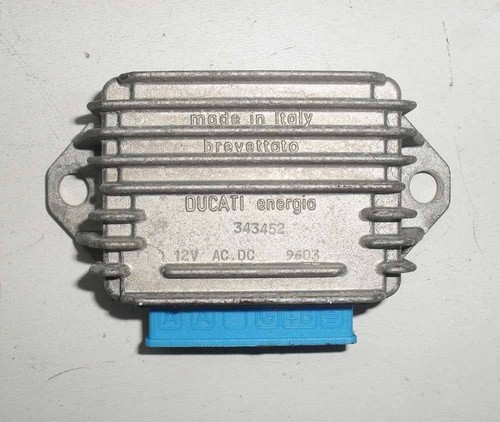 made in Italy
brevettato
DUCATI energia
343452
12V AC.DC 9603
A A G +B